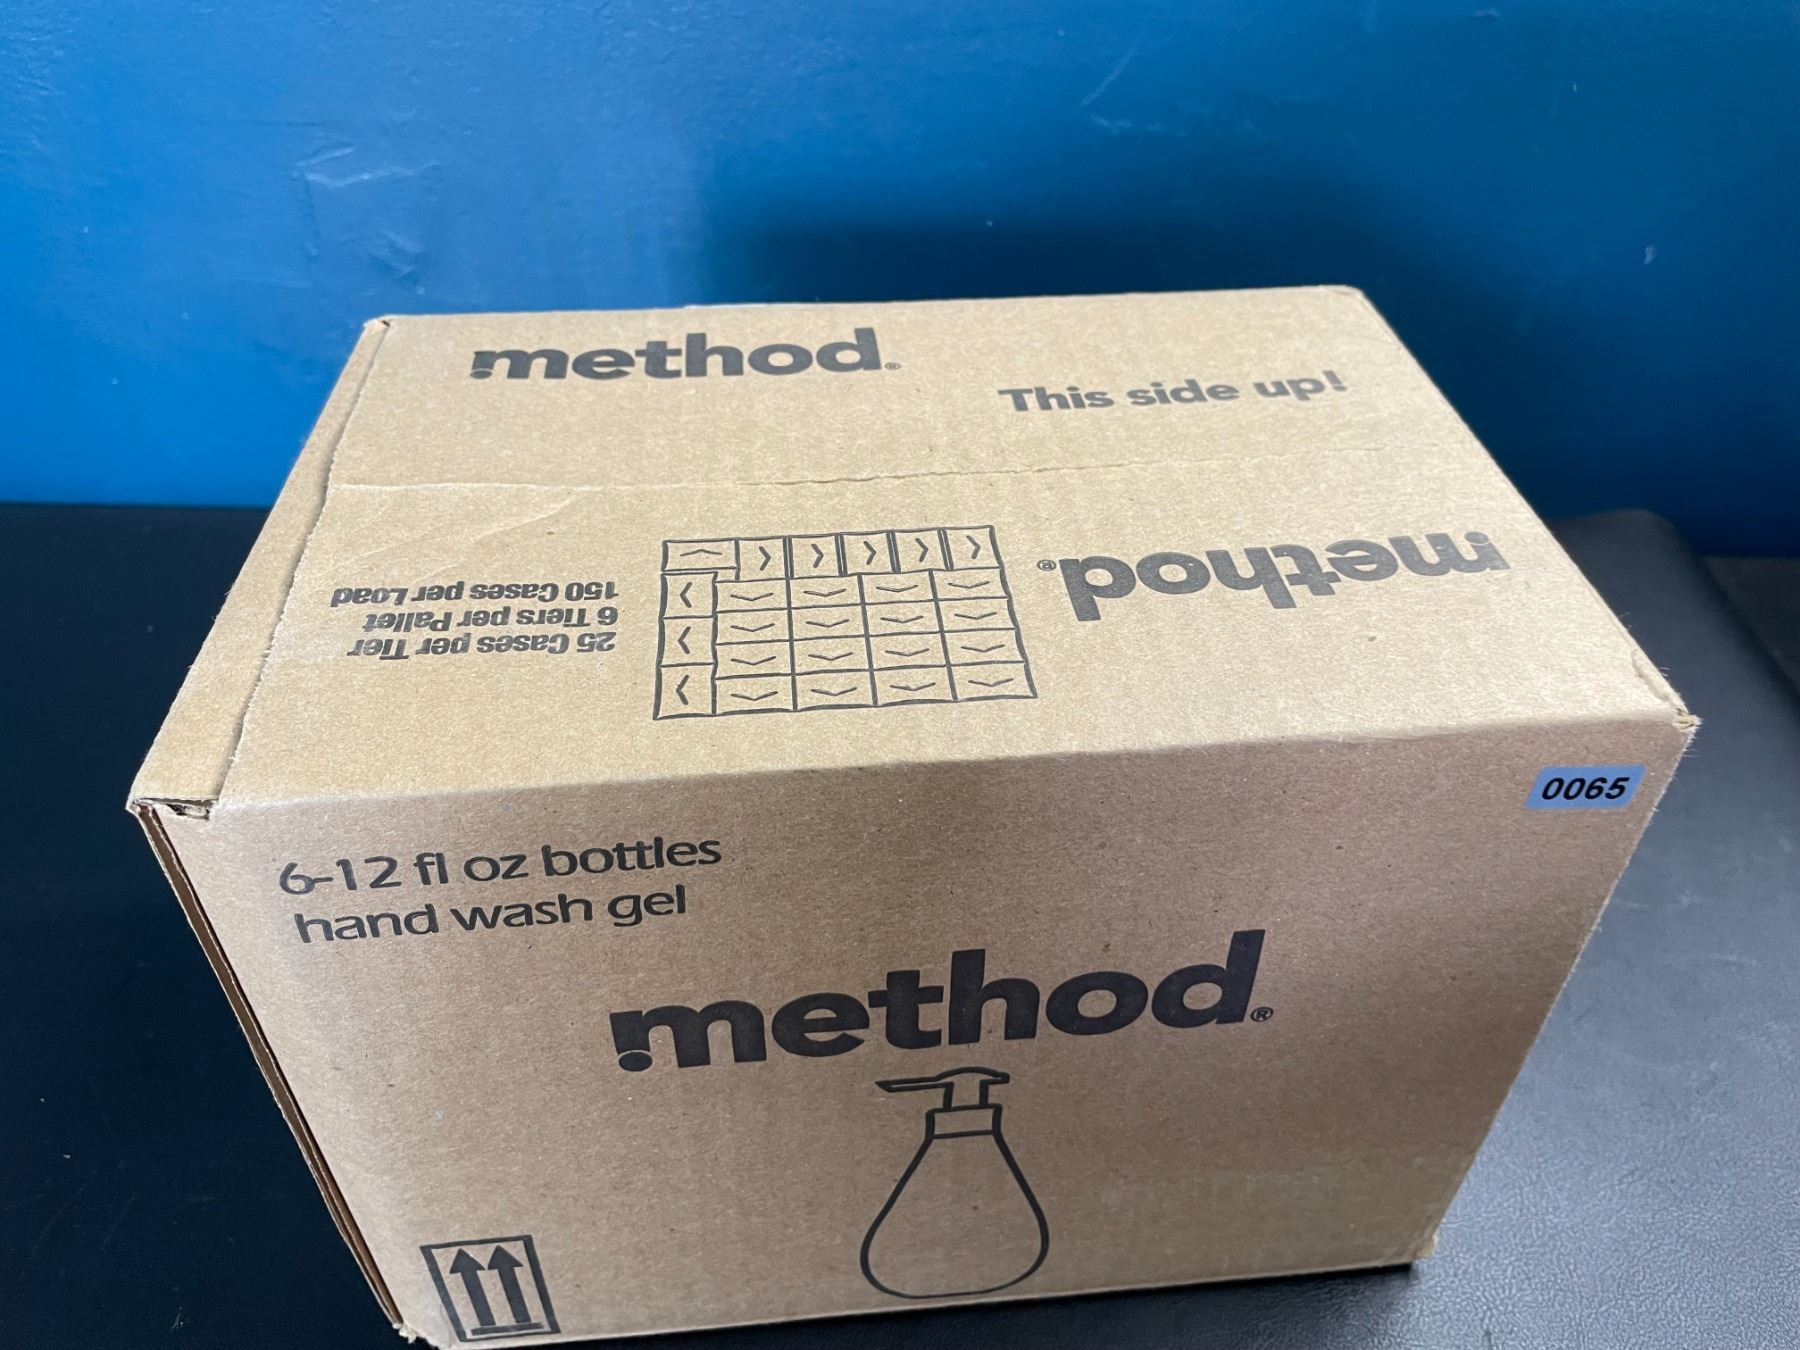 method.®
This side up!
method.®
25 Cases per Tier
6 Tiers per Pallet
150 Cases per Load
0065
6-12 fl oz bottles
hand wash gel
method.®